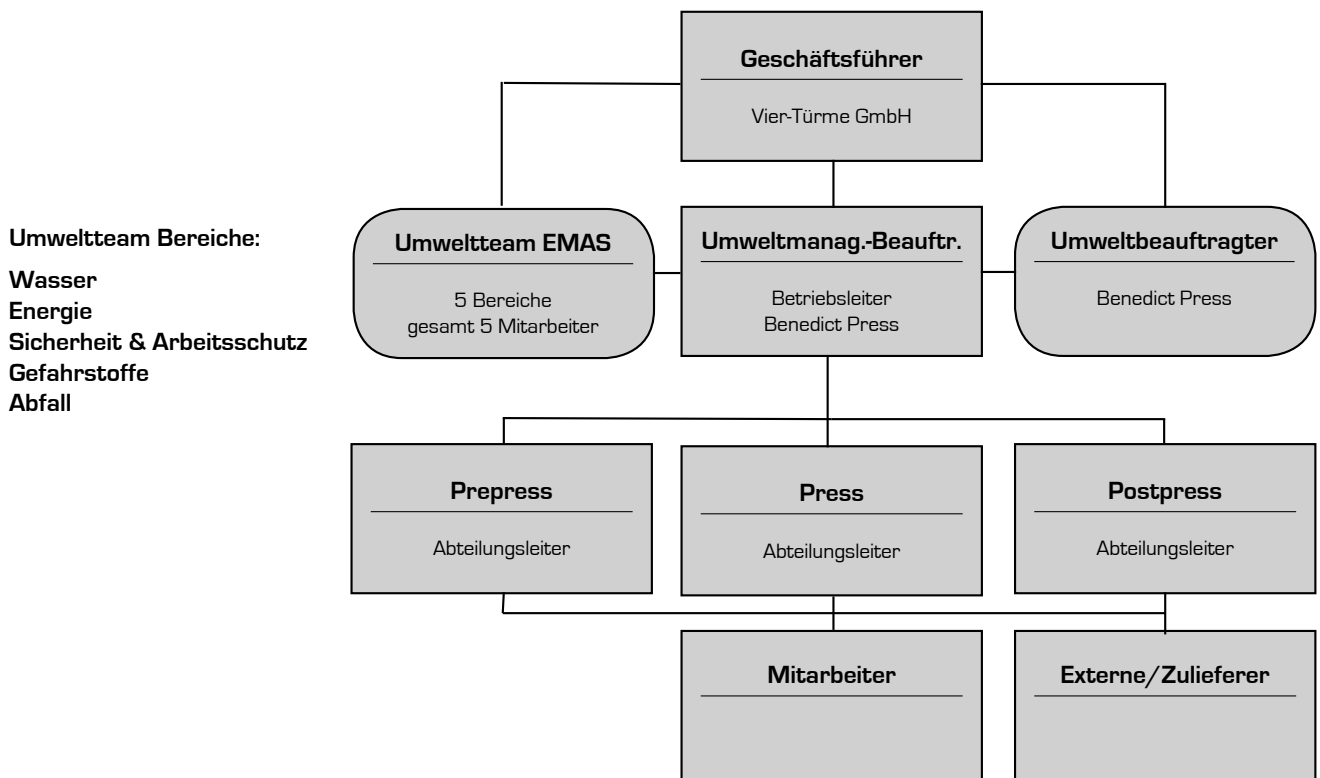 Geschäftsführer
Vier-Türme GmbH
Umweltteam Bereiche:
Wasser
Energie
Sicherheit & Arbeitsschutz
Gefahrstoffe
Abfall
Umweltteam EMAS
5 Bereiche
gesamt 5 Mitarbeiter
Umweltmanag.-Beauftr.
Betriebsleiter
Benedict Press
Umweltbeauftragter
Benedict Press
Prepress
Abteilungsleiter
Press
Abteilungsleiter
Postpress
Abteilungsleiter
Mitarbeiter
Externe/Zulieferer